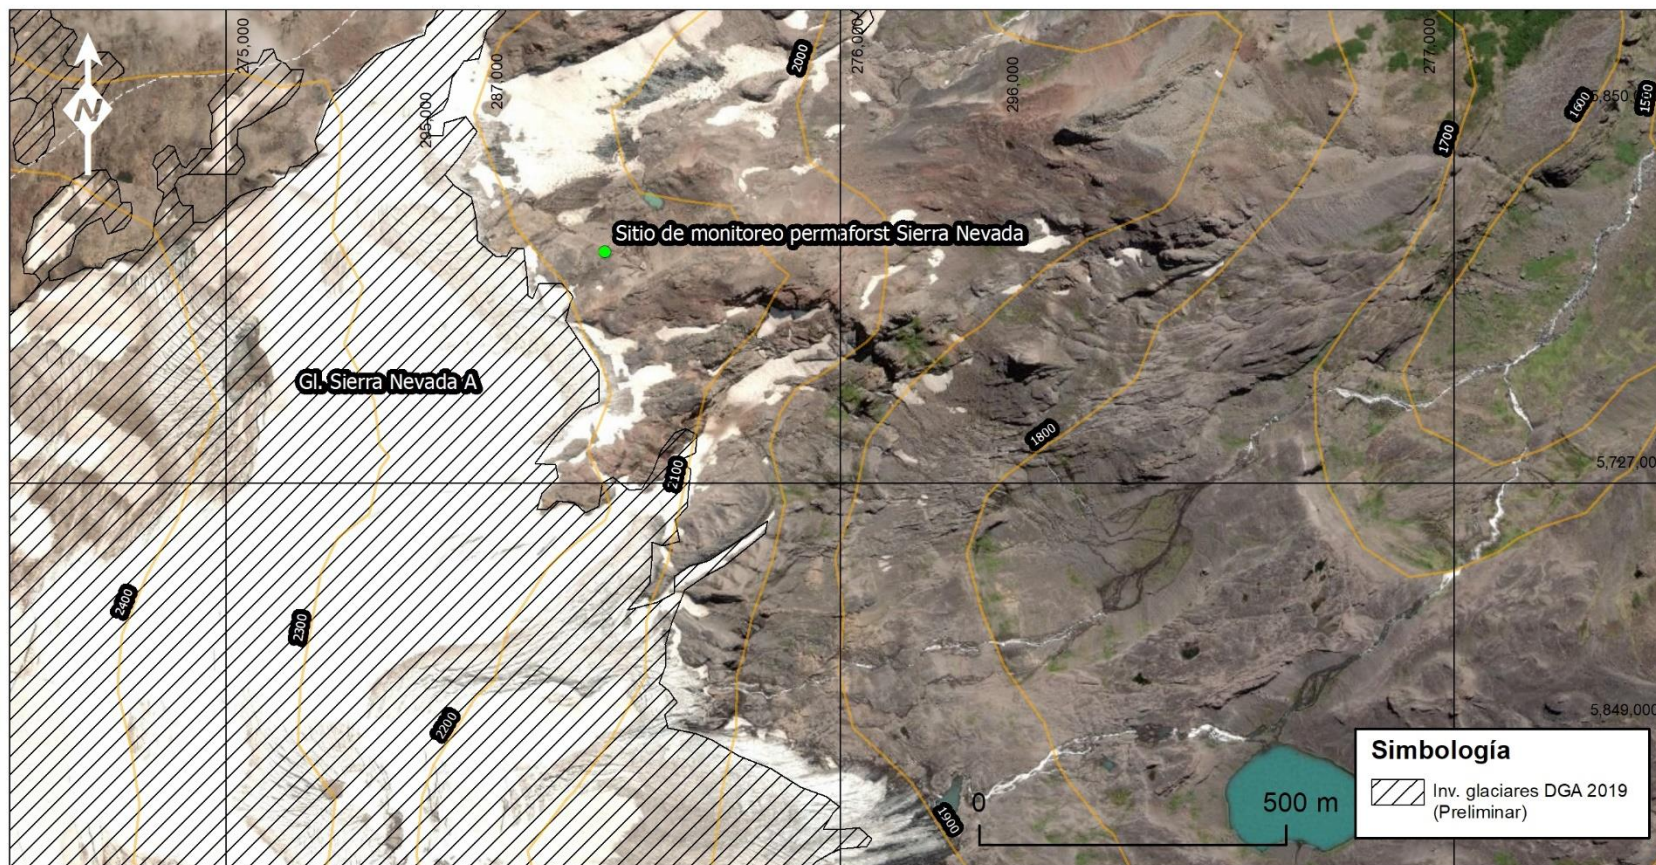 275,000
287,000
295,000
2000
276,000
296,000
277,000
5,850,
1600
1500
1700
N
Sitio de monitoreo permaforst Sierra Nevada
Gl. Sierra Nevada A
1800
2100
5,727,00
2400
2300
2200
1900
5,849,000
0
500 m
Simbología
Inv. glaciares DGA 2019
(Preliminar)